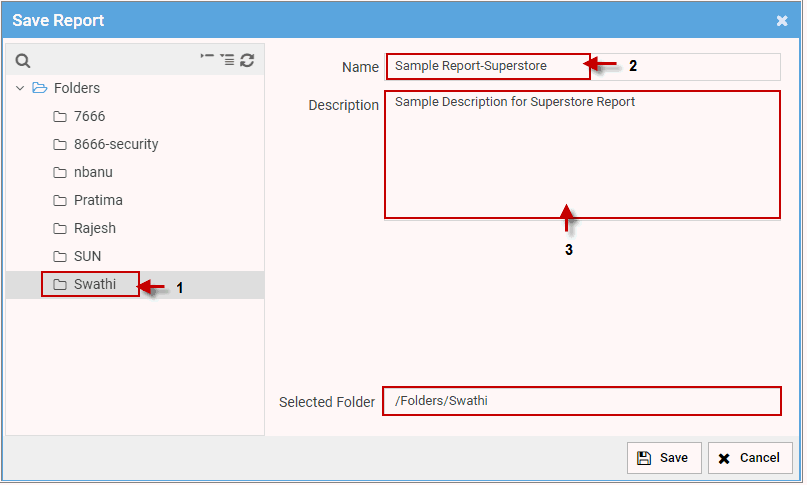 Save Report
Name Sample Report-Superstore 2
Folders
Description Sample Description for Superstore Report
7666
8666-security
nbanu
Pratima
Rajesh
SUN
3
Swathi 1
Selected Folder /Folders/Swathi
Save Cancel